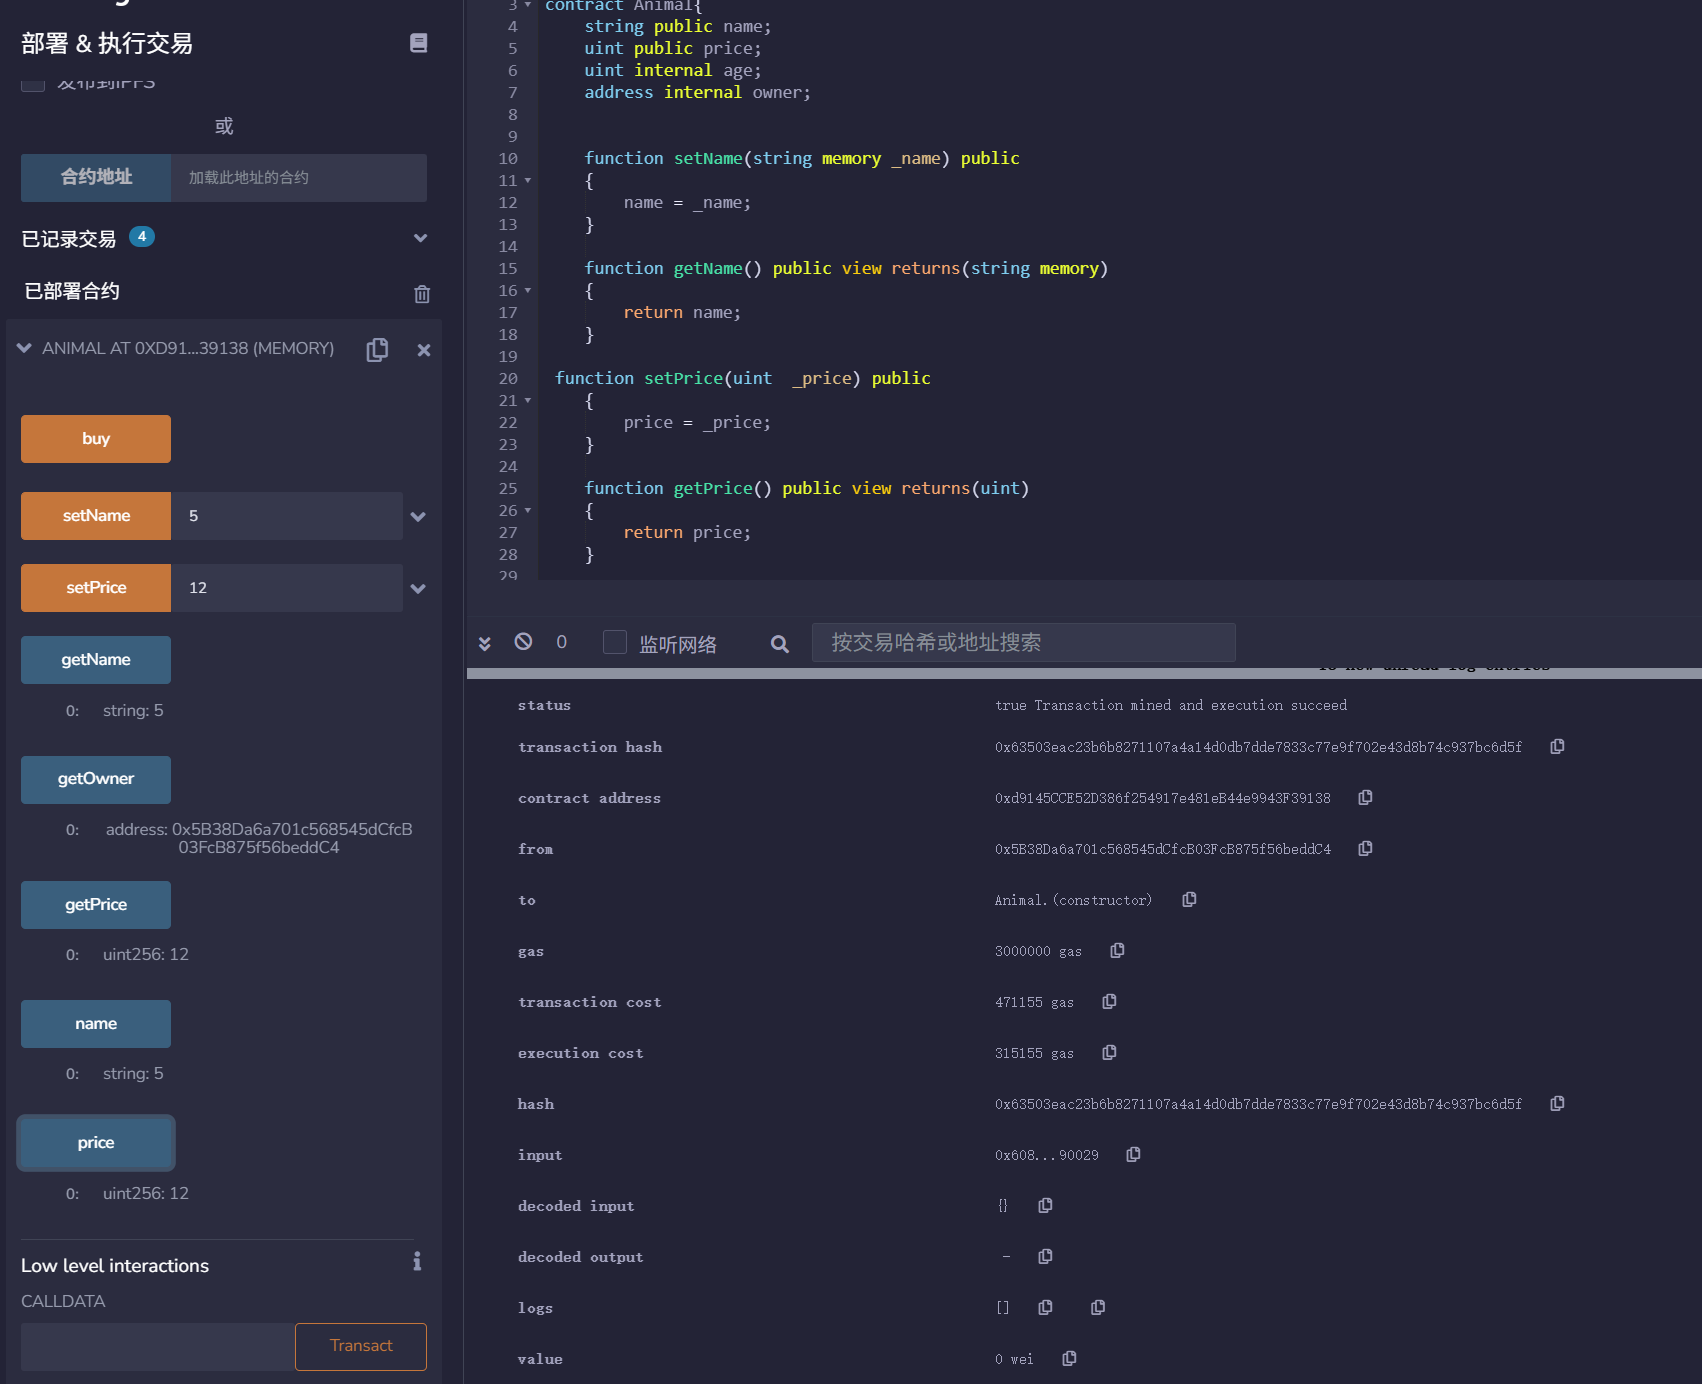 部署 & 执行交易
发布到IPFS
或
合约地址 加载此地址的合约
已记录交易 4
已部署合约
ANIMAL AT 0XD91...39138 (MEMORY)
buy
setName 5
setPrice 12
getName
0: string: 5
getOwner
0: address: 0x5B38Da6a701c568545dCfcB
03FcB875f56beddC4
getPrice
0: uint256: 12
name
0: string: 5
price
0: uint256: 12
Low level interactions
CALLDATA
Transact
3 contract Animal{
4 string public name;
5 uint public price;
6 uint internal age;
7 address internal owner;
8
9
10 function setName(string memory _name) public
11 {
12 name = _name;
13 }
14
15 function getName() public view returns(string memory)
16 {
17 return name;
18 }
19
20 function setPrice(uint  _price) public
21 {
22 price = _price;
23 }
24
25 function getPrice() public view returns(uint)
26 {
27 return price;
28 }
29
0 监听网络 按交易哈希或地址搜索
status true Transaction mined and execution succeed
transaction hash 0x63503eac23b6b8271107a4a14d0db7dde7833c77e9f702e43d8b74c937bc6d5f
contract address 0xd9145CCE52D386f254917e481eB44e9943F39138
from 0x5B38Da6a701c568545dCfcB03FcB875f56beddC4
to Animal.(constructor)
gas 3000000 gas
transaction cost 471155 gas
execution cost 315155 gas
hash 0x63503eac23b6b8271107a4a14d0db7dde7833c77e9f702e43d8b74c937bc6d5f
input 0x608...90029
decoded input {}
decoded output -
logs []
value 0 wei